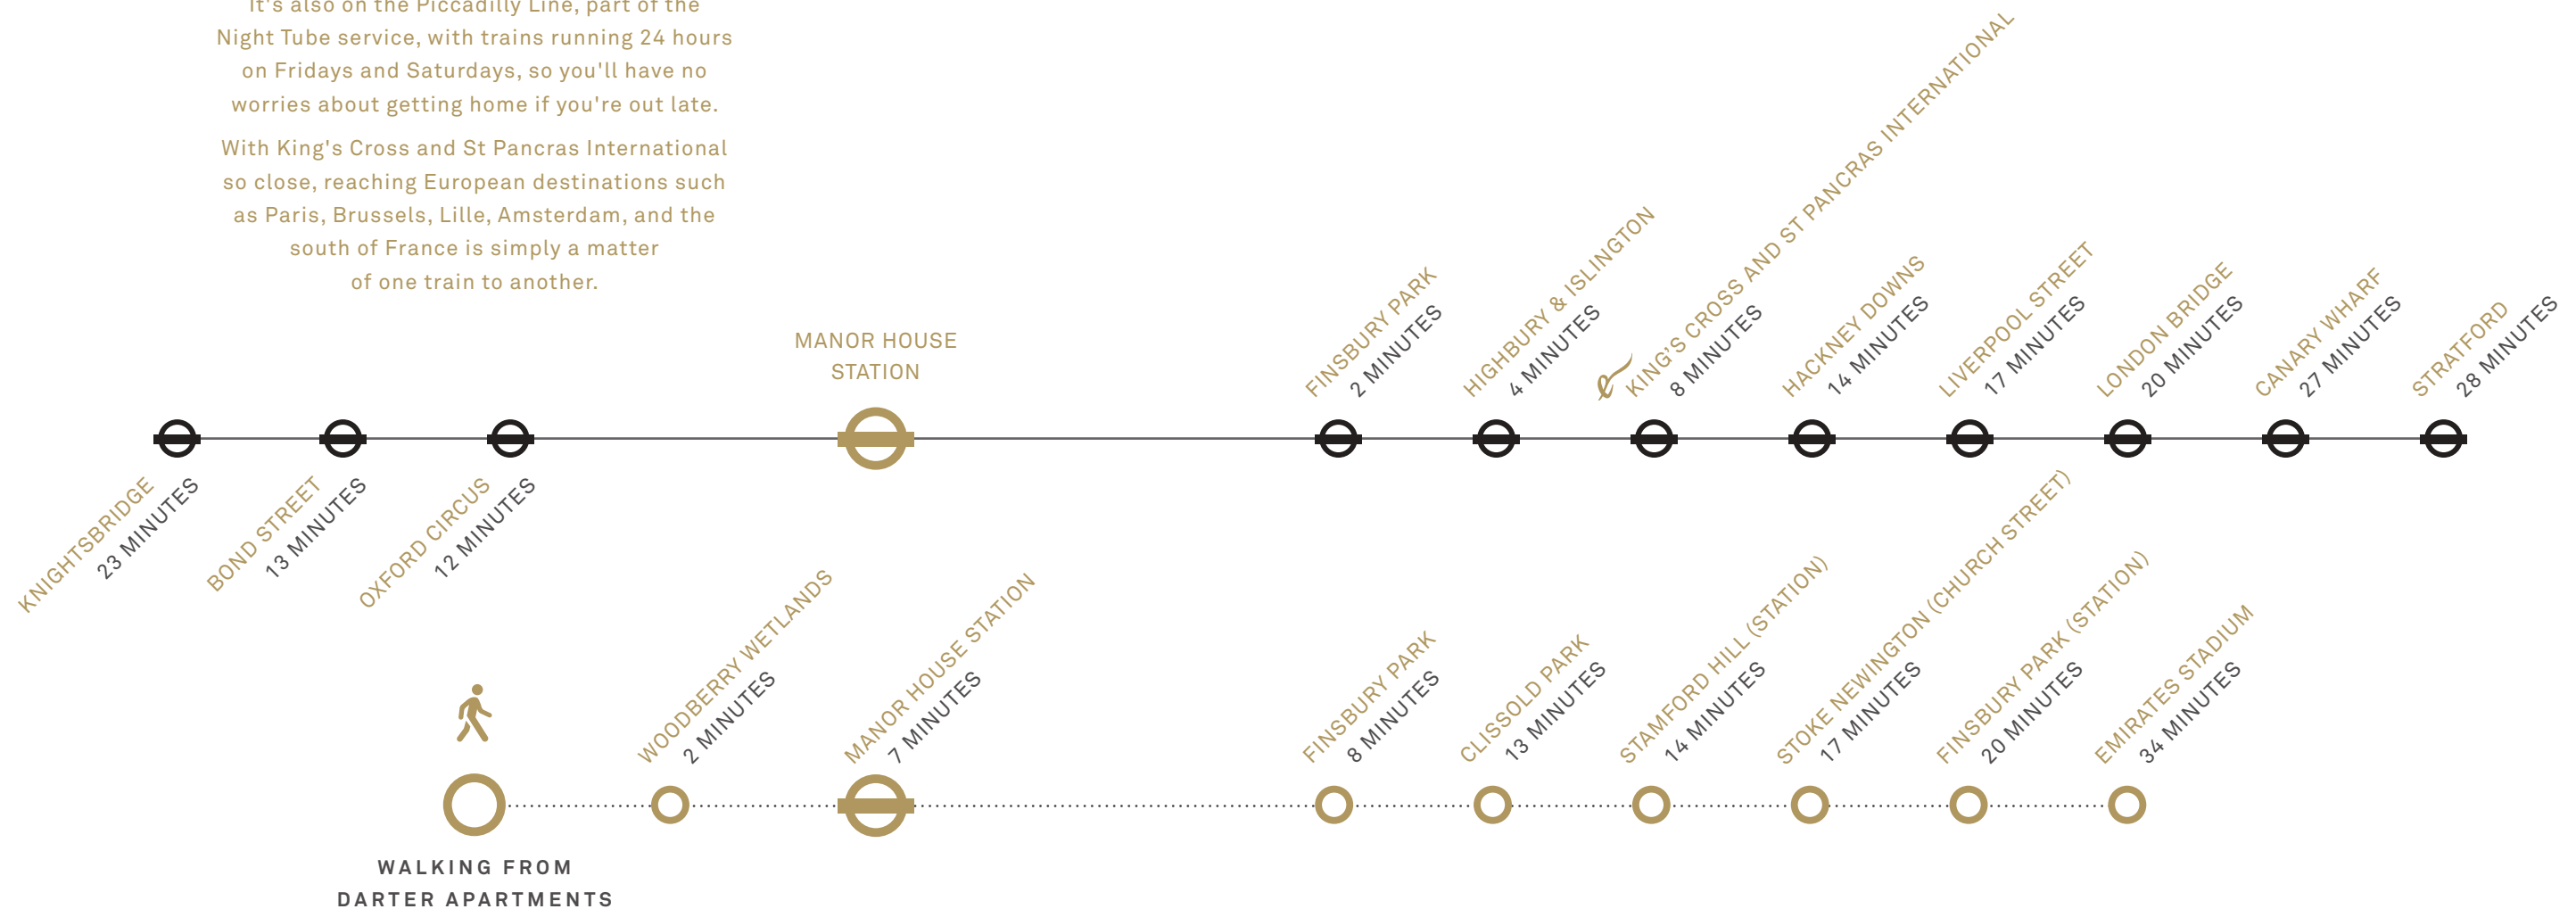 It's also on the Piccadilly Line, part of the
Night Tube service, with trains running 24 hours
on Fridays and Saturdays, so you'll have no
worries about getting home if you're out late.
With King's Cross and St Pancras International
so close, reaching European destinations such
as Paris, Brussels, Lille, Amsterdam, and the
south of France is simply a matter
of one train to another.
MANOR HOUSE
STATION
FINSBURY PARK
2 MINUTES
HIGHBURY & ISLINGTON
4 MINUTES
KING'S CROSS AND ST PANCRAS INTERNATIONAL
8 MINUTES
HACKNEY DOWNS
14 MINUTES
LIVERPOOL STREET
17 MINUTES
LONDON BRIDGE
20 MINUTES
CANARY WHARF
27 MINUTES
STRATFORD
28 MINUTES
KNIGHTSBRIDGE
23 MINUTES
BOND STREET
13 MINUTES
OXFORD CIRCUS
12 MINUTES
WOODBERRY WETLANDS
2 MINUTES
MANOR HOUSE STATION
7 MINUTES
FINSBURY PARK
8 MINUTES
CLISSOLD PARK
13 MINUTES
STAMFORD HILL (STATION)
14 MINUTES
STOKE NEWINGTON (CHURCH STREET)
17 MINUTES
FINSBURY PARK (STATION)
20 MINUTES
EMIRATES STADIUM
34 MINUTES
WALKING FROM
DARTER APARTMENTS